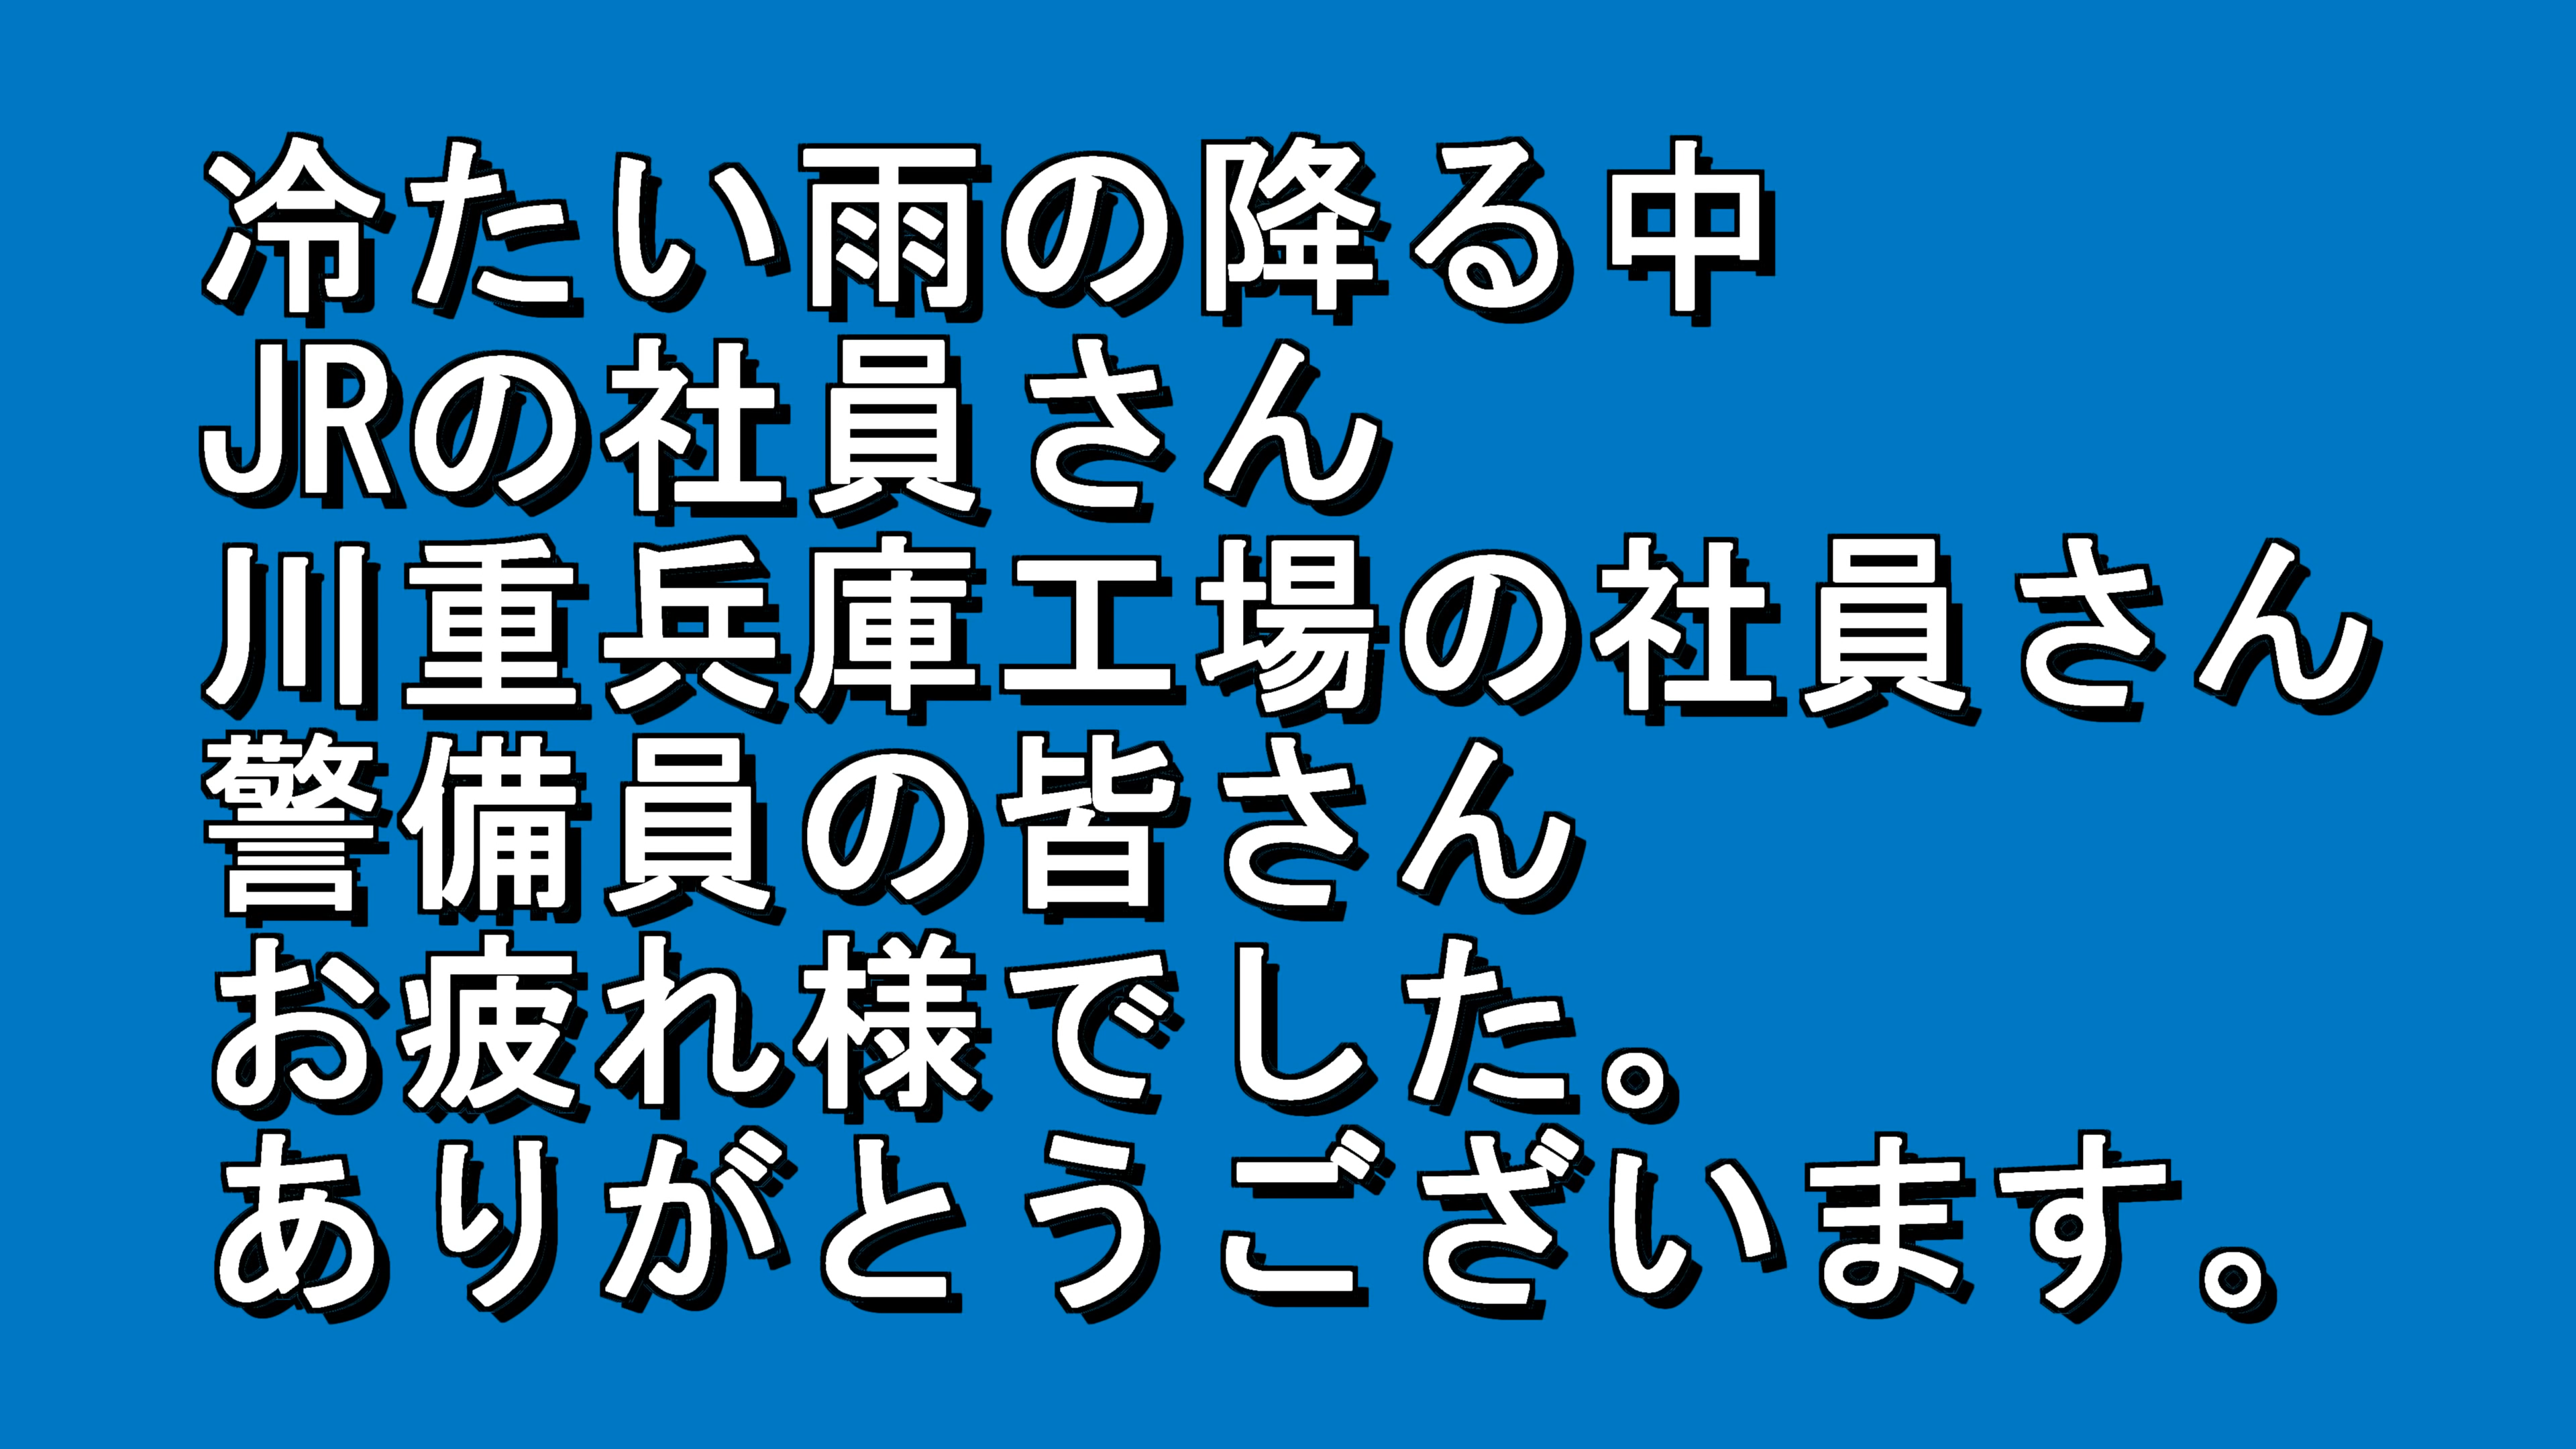 冷たい雨の降る中
JRの社員さん
川重兵庫工場の社員さん
警備員の皆さん
お疲れ様でした。
ありがとうございます。